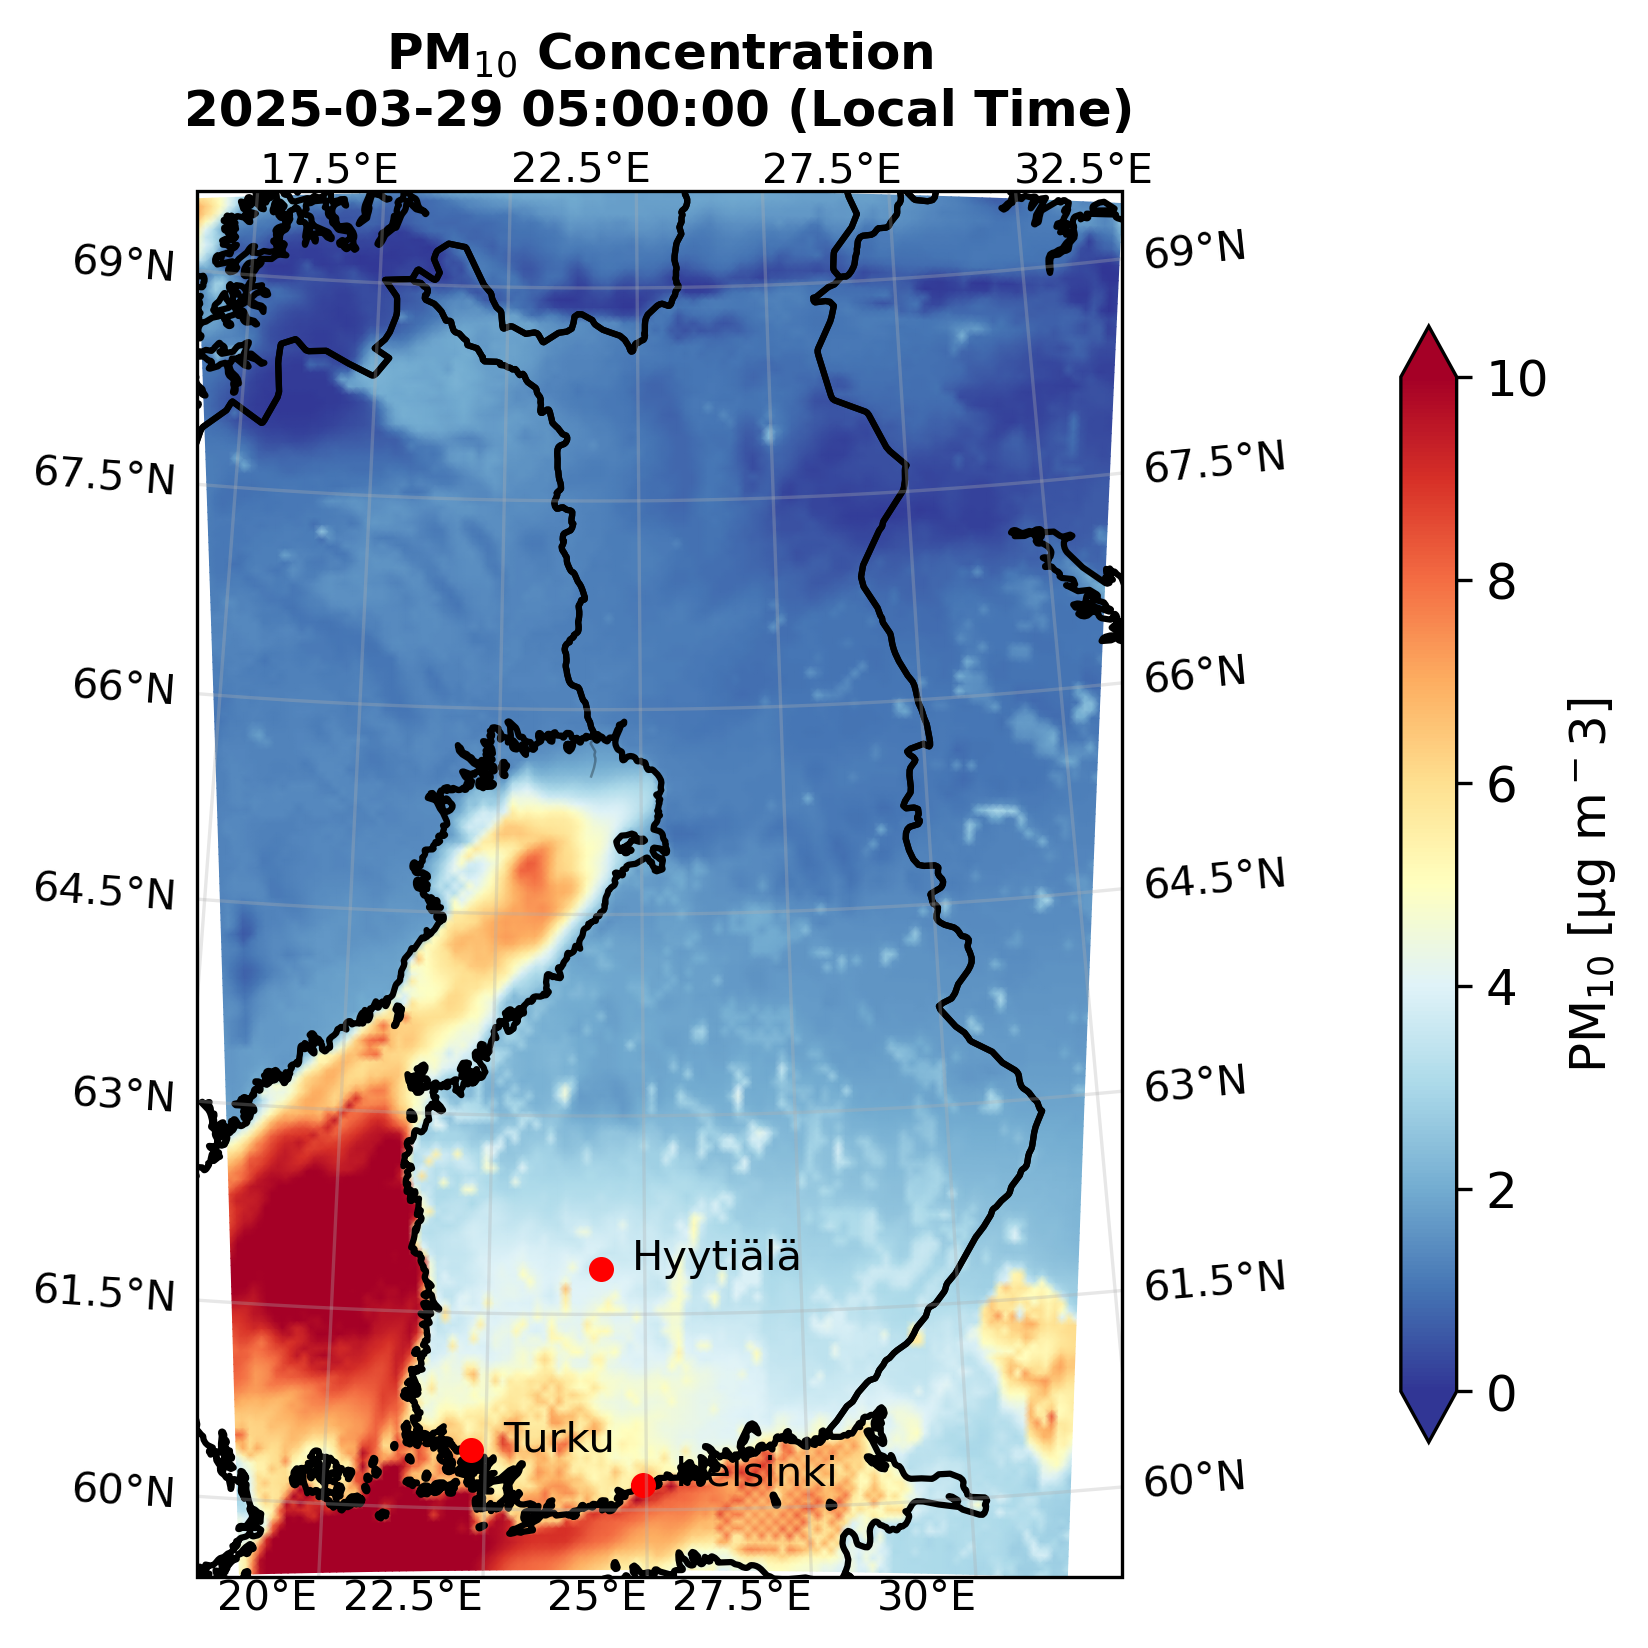 PM₁₀ Concentration
2025-03-29 05:00:00 (Local Time)
17.5°E 22.5°E 27.5°E 32.5°E
69°N 69°N
67.5°N 67.5°N
66°N 66°N
64.5°N 64.5°N
63°N 63°N
61.5°N 61.5°N
60°N 60°N
Hyytiälä
Turku
Helsinki
20°E 22.5°E 25°E 27.5°E 30°E
10
8
6
4
2
0
PM₁₀ [µg m⁻ 3]